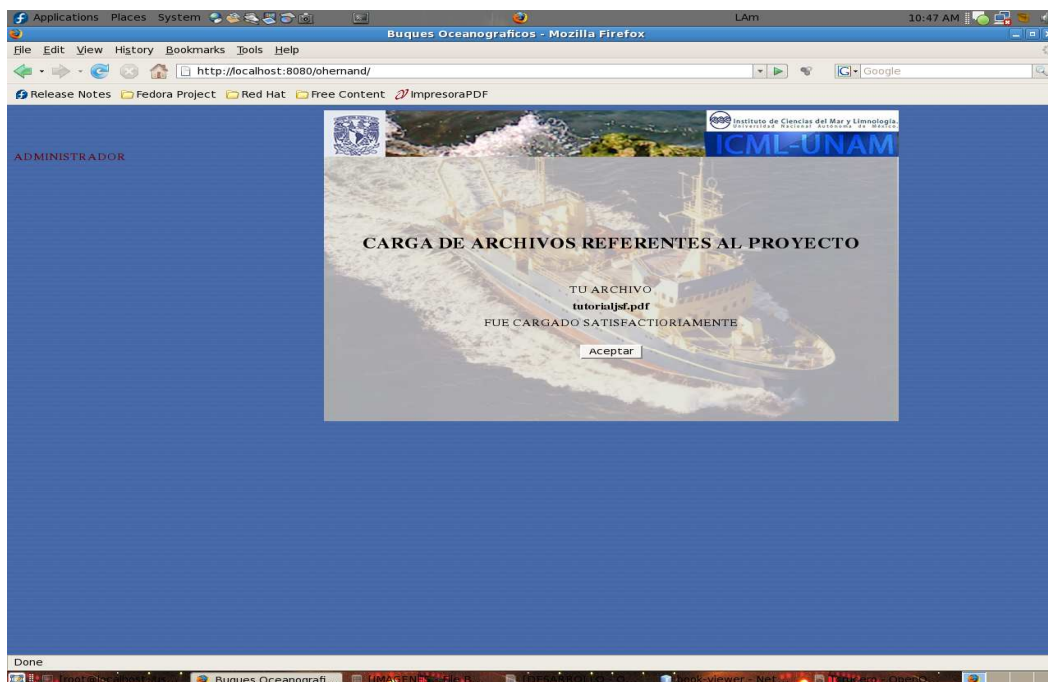 Applications Places System
LAm
10:47 AM
Buques Oceanograficos - Mozilla Firefox
File Edit View History Bookmarks Tools Help
http://localhost:8080/ohernand/
Google
Release Notes Fedora Project Red Hat Free Content ImpresoraPDF
Instituto de Ciencias del Mar y Limnología.
Universidad Nacional Autónoma de México.
ICML-UNAM
ADMINISTRADOR
CARGA DE ARCHIVOS REFERENTES AL PROYECTO
TU ARCHIVO
tutorialjsf.pdf
FUE CARGADO SATISFACTIORIAMENTE
Aceptar
Done
Buques Oceanografi...